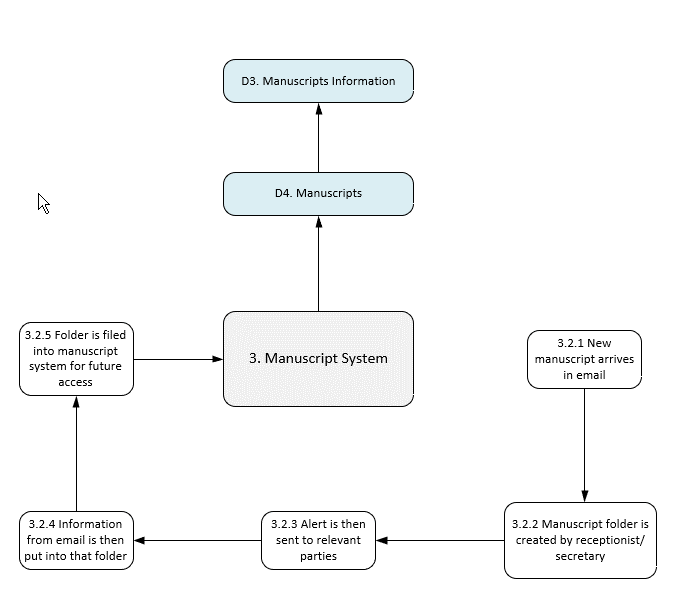 D3. Manuscripts Information
D4. Manuscripts
3.2.5 Folder is filed
into manuscript
system for future
access
3. Manuscript System
3.2.1 New
manuscript arrives
in email
3.2.4 Information
from email is then
put into that folder
3.2.3 Alert is then
sent to relevant
parties
3.2.2 Manuscript folder is
created by receptionist/
secretary